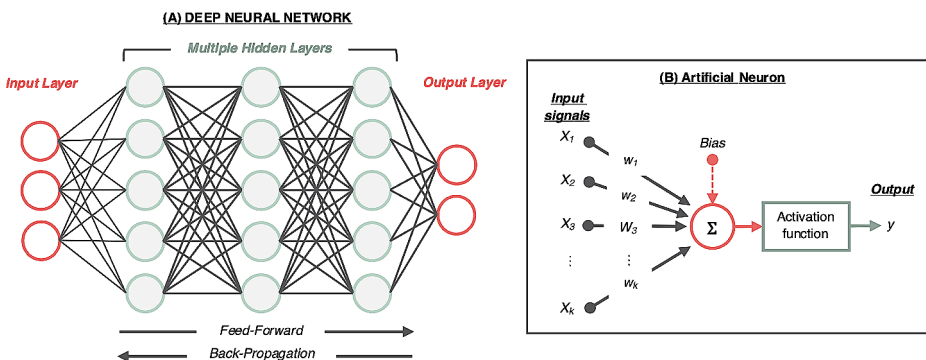 (A) DEEP NEURAL NETWORK
Multiple Hidden Layers
Input Layer
Output Layer
Feed-Forward
Back-Propagation
(B) Artificial Neuron
Input
signals
Bias
Output
X1
w1
X2
w2
X3
W3
Σ
Activation
function
y
⋮
...
Xk
wk